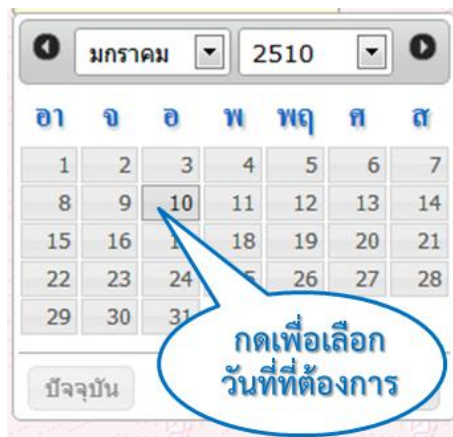 มกราคม 2510
อา จ อ พ พฤ ศ ส
1 2 3 4 5 6 7
8 9 10 11 12 13 14
15 16 18 19 20 21
22 23 24 26 27 28
29 30 31
กดเพื่อเลือก
วันที่ที่ต้องการ
ปัจจุบัน